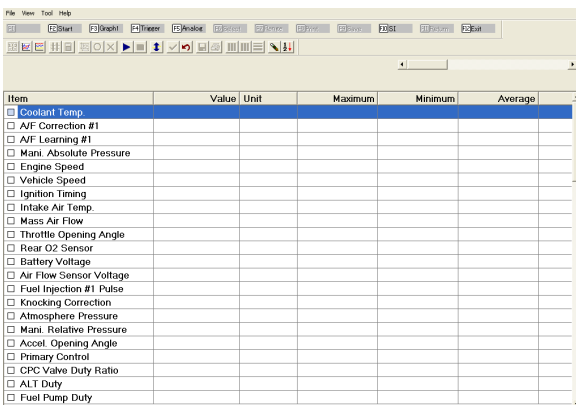 File View Tool Help
F1 F2 Start F3 Graph1 F4 Trigger F5 Analog F6 Select F8 Print F9 Save F10 SI F11 Return F12 Exit
Item Value Unit Maximum Minimum Average
Coolant Temp.
A/F Correction #1
A/F Learning #1
Mani. Absolute Pressure
Engine Speed
Vehicle Speed
Ignition Timing
Intake Air Temp.
Mass Air Flow
Throttle Opening Angle
Rear O2 Sensor
Battery Voltage
Air Flow Sensor Voltage
Fuel Injection #1 Pulse
Knocking Correction
Atmosphere Pressure
Mani. Relative Pressure
Accel. Opening Angle
Primary Control
CPC Valve Duty Ratio
ALT Duty
Fuel Pump Duty